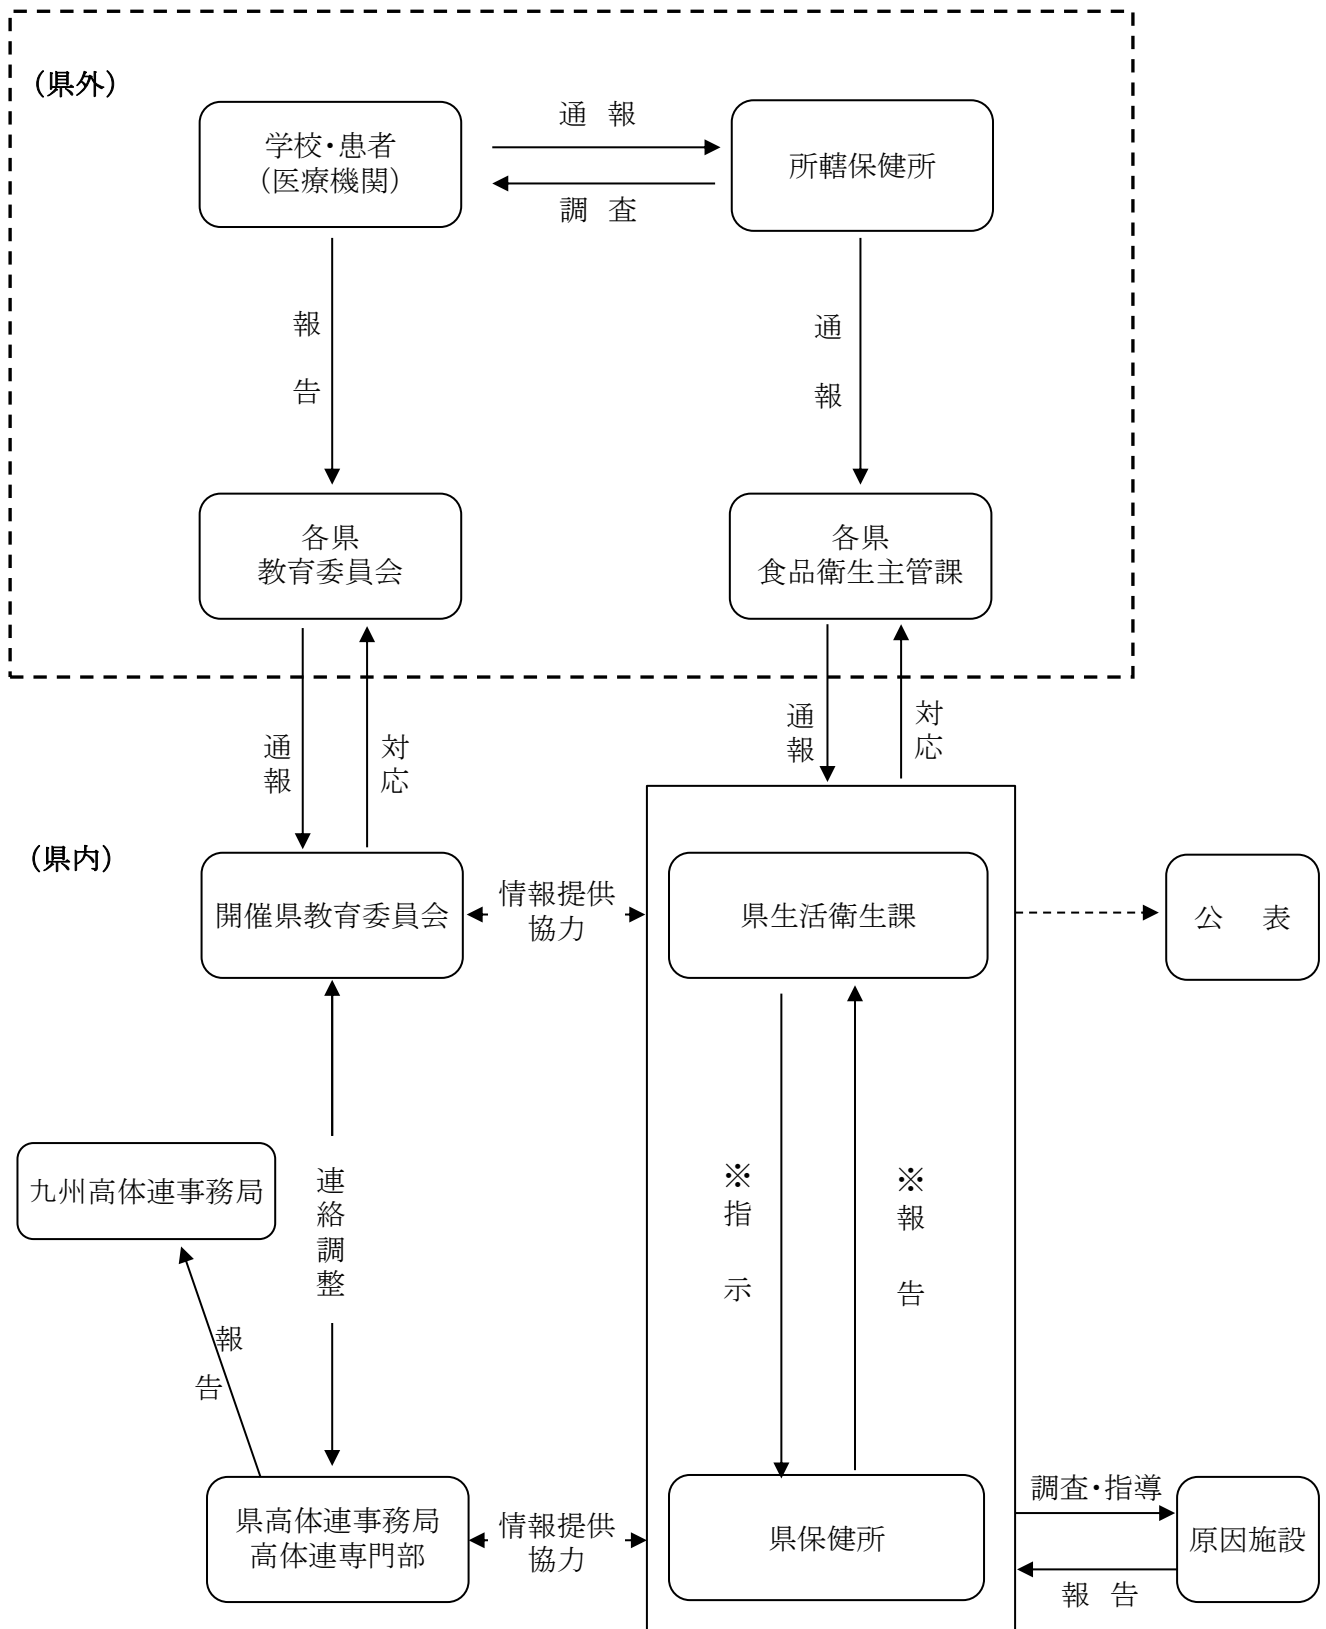 （県外）
通 報
学校・患者
（医療機関）
所轄保健所
調 査
報
告
通
報
各県
教育委員会
各県
食品衛生主管課
通
報
対
応
通
報
対
応
（県内）
開催県教育委員会
情報提供
協力
県生活衛生課
公 表
九州高体連事務局
連
絡
調
整
※
指
示
※
報
告
報
告
県高体連事務局
高体連専門部
情報提供
協力
県保健所
調査・指導
原因施設
報 告